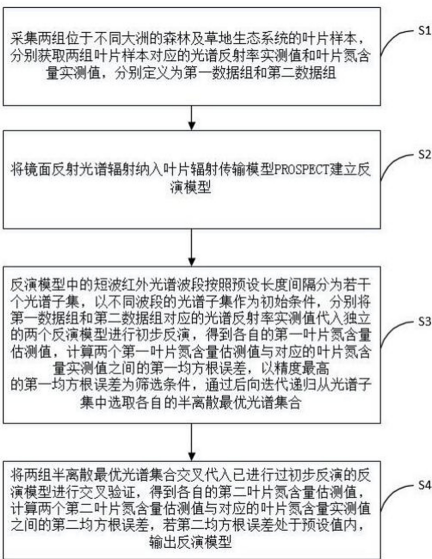 采集两组位于不同大洲的森林及草地生态系统的叶片样本，
分别获取两组叶片样本对应的光谱反射率实测值和叶片氮含
量实测值，分别定义为第一数据组和第二数据组
S1
将镜面反射光谱辐射纳入叶片辐射传输模型PROSPECT建立反
演模型
S2
反演模型中的短波红外光谱波段按照预设长度间隔分为若干
个光谱子集，以不同波段的光谱子集作为初始条件，分别将
第一数据组和第二数据组对应的光谱反射率实测值代入独立
的两个反演模型进行初步反演，得到各自的第一叶片氮含量
估测值，计算两个第一叶片氮含量估测值与对应的叶片氮含
量实测值之间的第一均方根误差，以精度最高
的第一均方根误差为筛选条件，通过后向迭代递归从光谱子
集中选取各自的半离散最优光谱集合
S3
将两组半离散最优光谱集合交叉代入已进行过初步反演的反
演模型进行交叉验证，得到各自的第二叶片氮含量估测值，
计算两个第二叶片氮含量估测值与对应的叶片氮含量实测值
之间的第二均方根误差，若第二均方根误差处于预设值内，
输出反演模型
S4